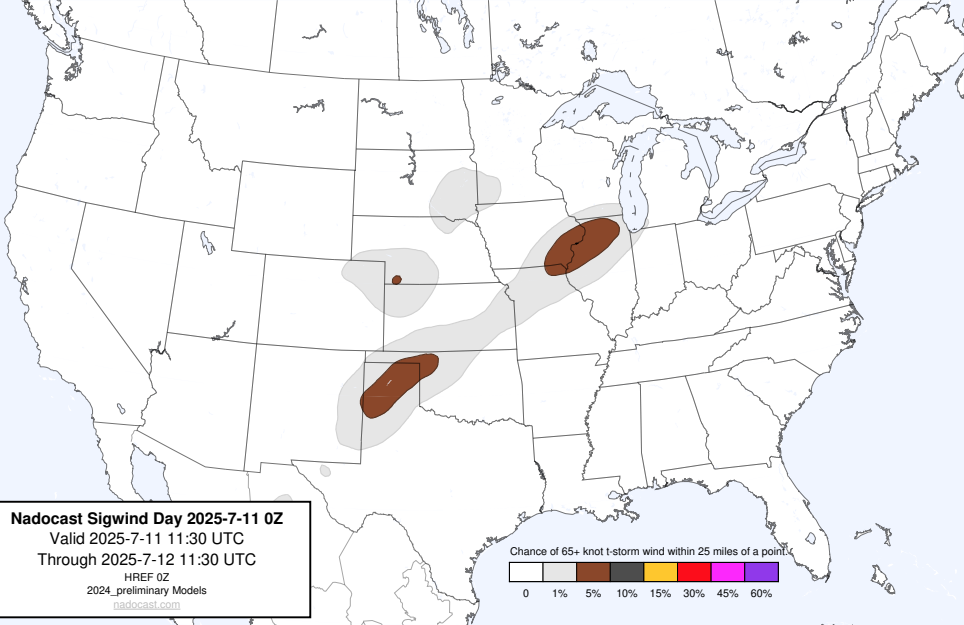 Nadocast Sigwind Day 2025-7-11 0Z
Valid 2025-7-11 11:30 UTC
Through 2025-7-12 11:30 UTC
HREF 0Z
2024_preliminary Models
nadocast.com
Chance of 65+ knot t-storm wind within 25 miles of a point.
0 1% 5% 10% 15% 30% 45% 60%